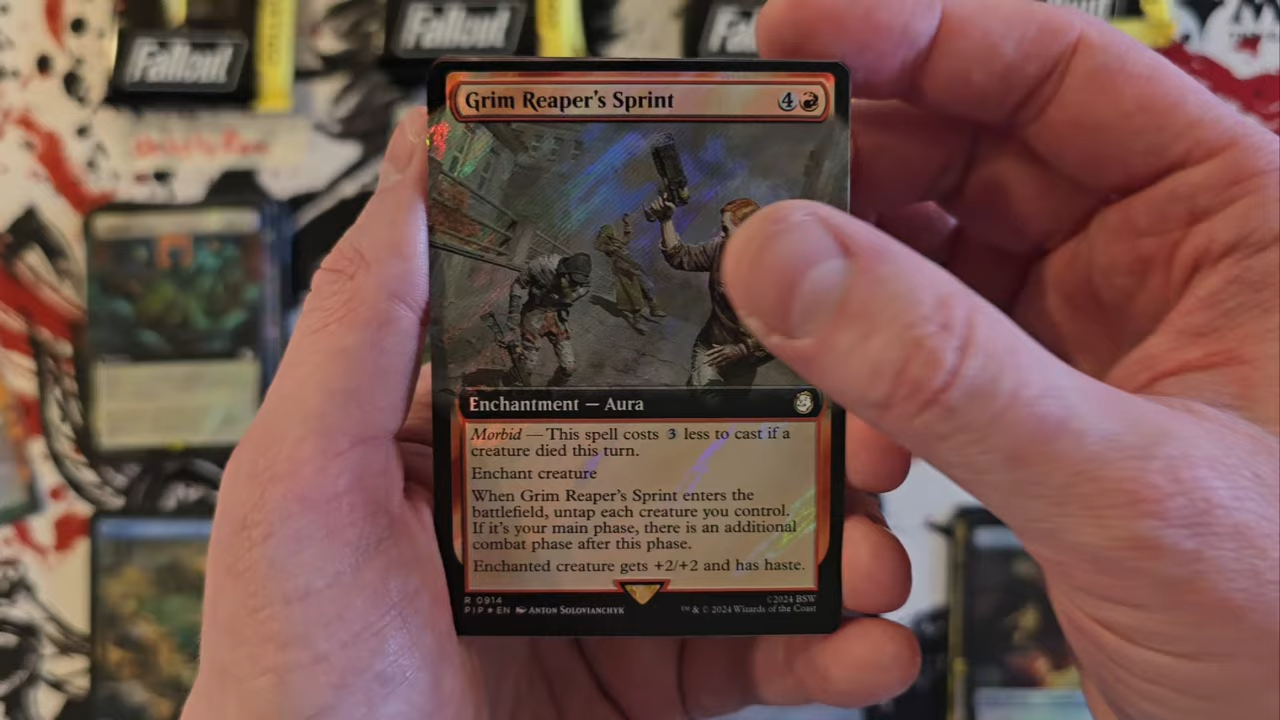 Fallout
Fallout
Fal
Grim Reaper's Sprint 4
Enchantment — Aura
Morbid — This spell costs 3 less to cast if a
creature died this turn.
Enchant creature
When Grim Reaper's Sprint enters the
battlefield, untap each creature you control.
If it's your main phase, there is an additional
combat phase after this phase.
Enchanted creature gets +2/+2 and has haste.
R 0914
PIP ★ EN Anton Solovianchyk
©2024 BSW
™ & © 2024 Wizards of the Coast